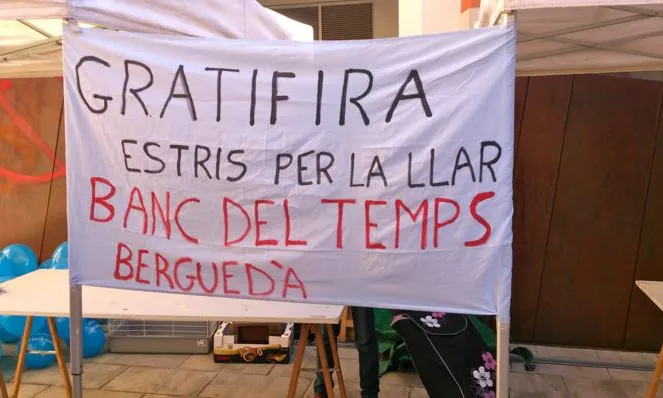 GRATIFIRA
ESTRIS PER LA LLAR
BANC DEL TEMPS
BERGUEDÀ